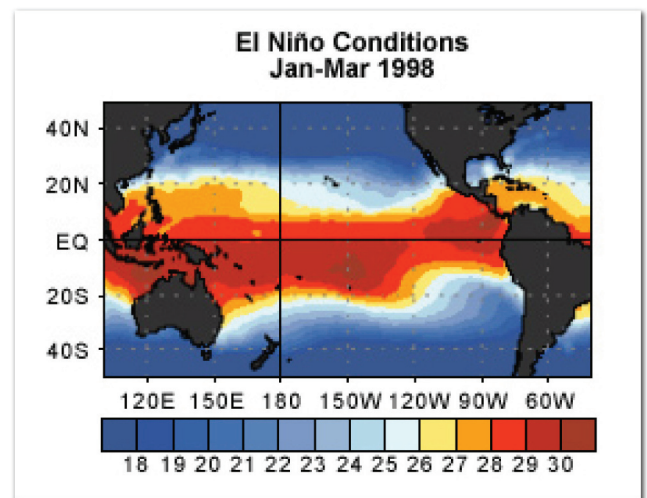 El Niño Conditions
Jan-Mar 1998
40N
20N
EQ
20S
40S
120E 150E 180 150W 120W 90W 60W
18 19 20 21 22 23 24 25 26 27 28 29 30